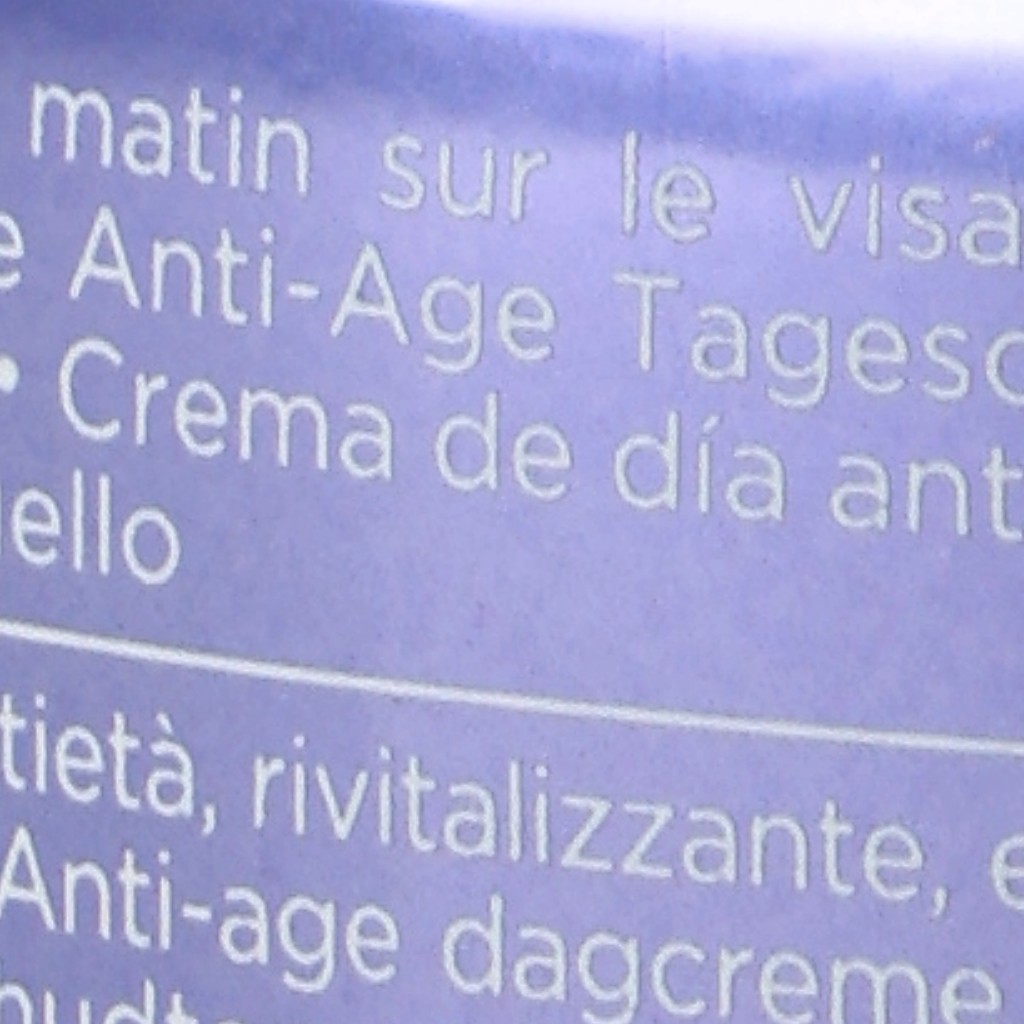 matin sur le visa
e Anti-Age Tagesc
• Crema de día ant
ello
tietà, rivitalizzante, e
Anti-age dagcreme